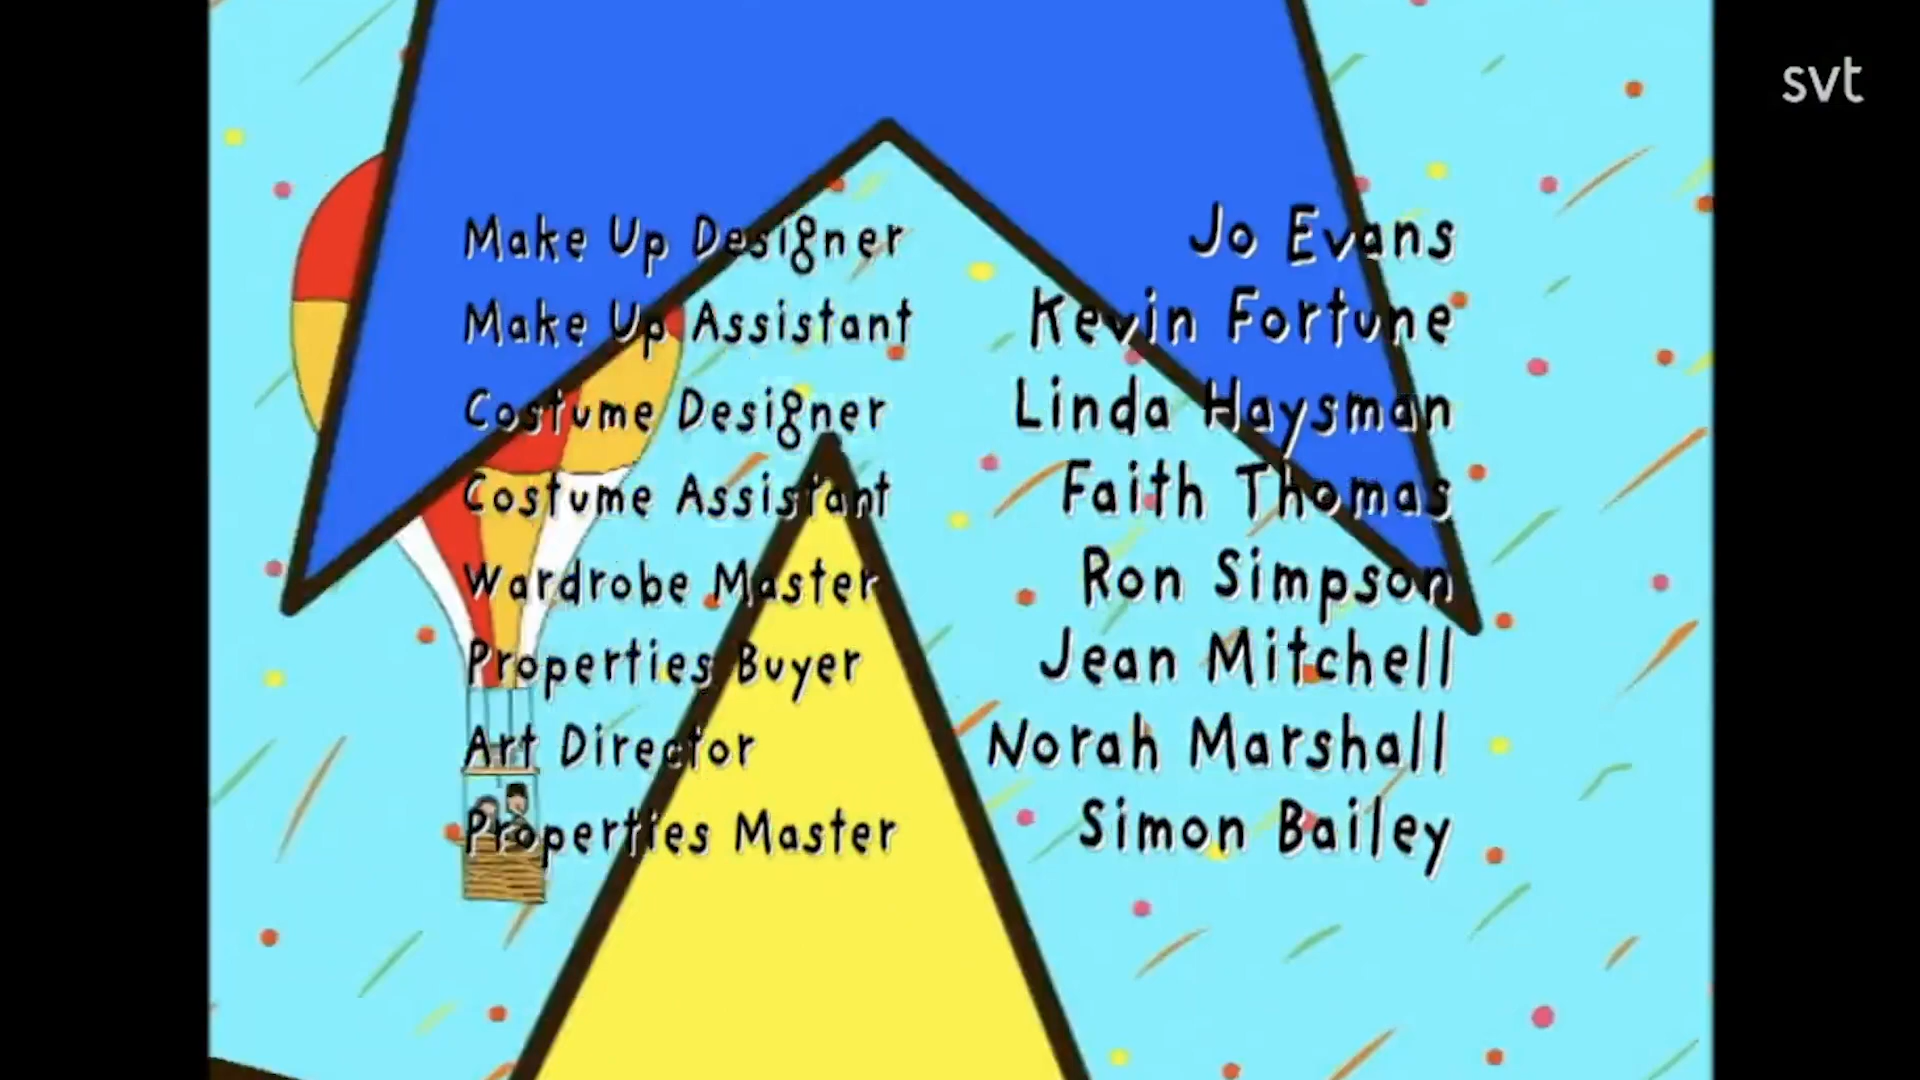 svt
Make Up Designer Jo Evans
Make Up Assistant Kevin Fortune
Costume Designer Linda Haysman
Costume Assistant Faith Thomas
Wardrobe Master Ron Simpson
Properties Buyer Jean Mitchell
Art Director Norah Marshall
Properties Master Simon Bailey